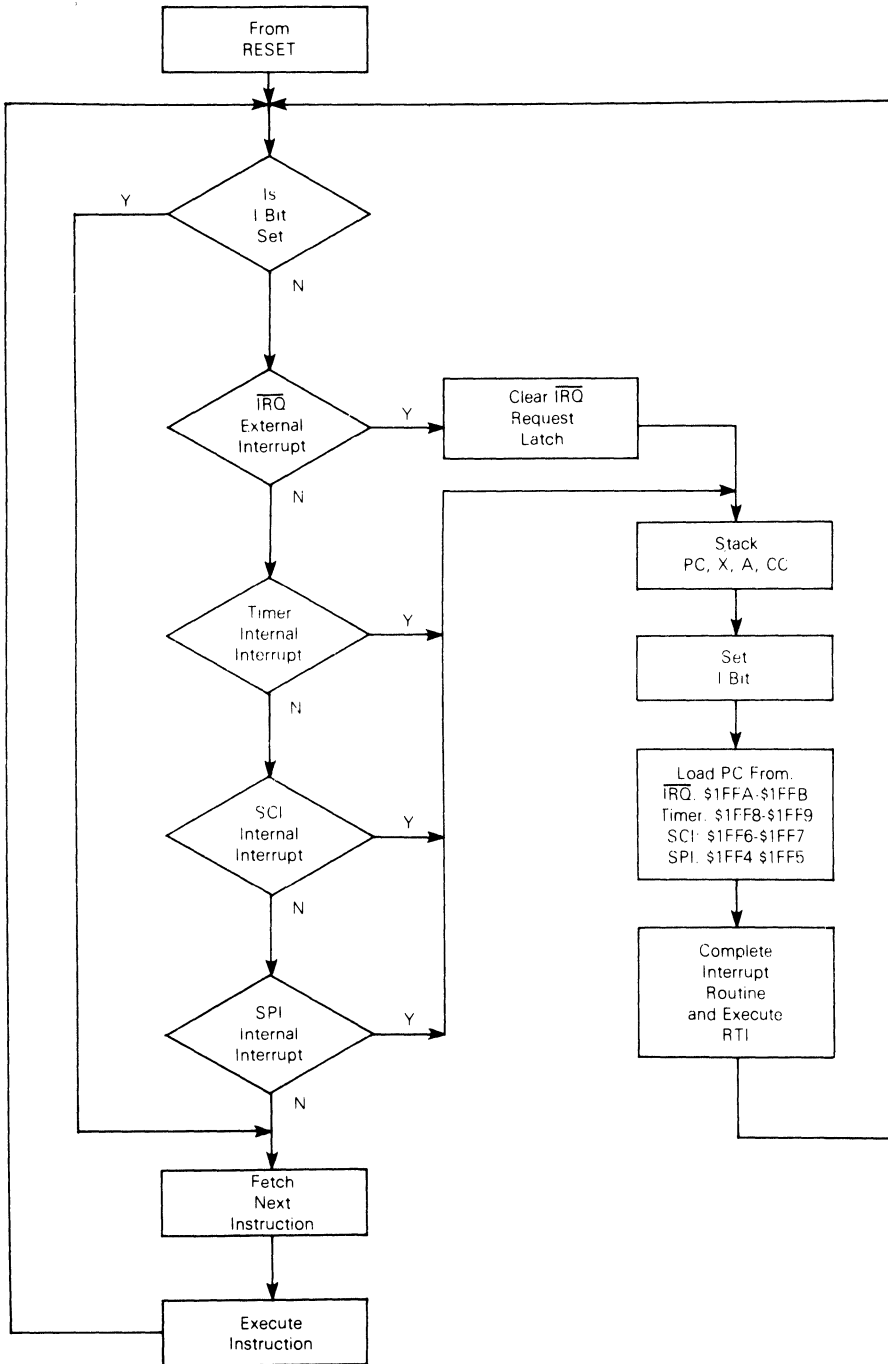 From
RESET
Is
I Bit
Set
Y
N
IRQ
External
Interrupt
Y
Clear IRQ
Request
Latch
N
Stack
PC, X, A, CC
Timer
Internal
Interrupt
Y
Set
I Bit
N
Load PC From.
IRQ. $1FFA-$1FFB
Timer. $1FF8-$1FF9
SCI: $1FF6-$1FF7
SPI. $1FF4 $1FF5
SCI
Internal
Interrupt
Y
N
Complete
Interrupt
Routine
and Execute
RTI
SPI
Internal
Interrupt
Y
N
Fetch
Next
Instruction
Execute
Instruction